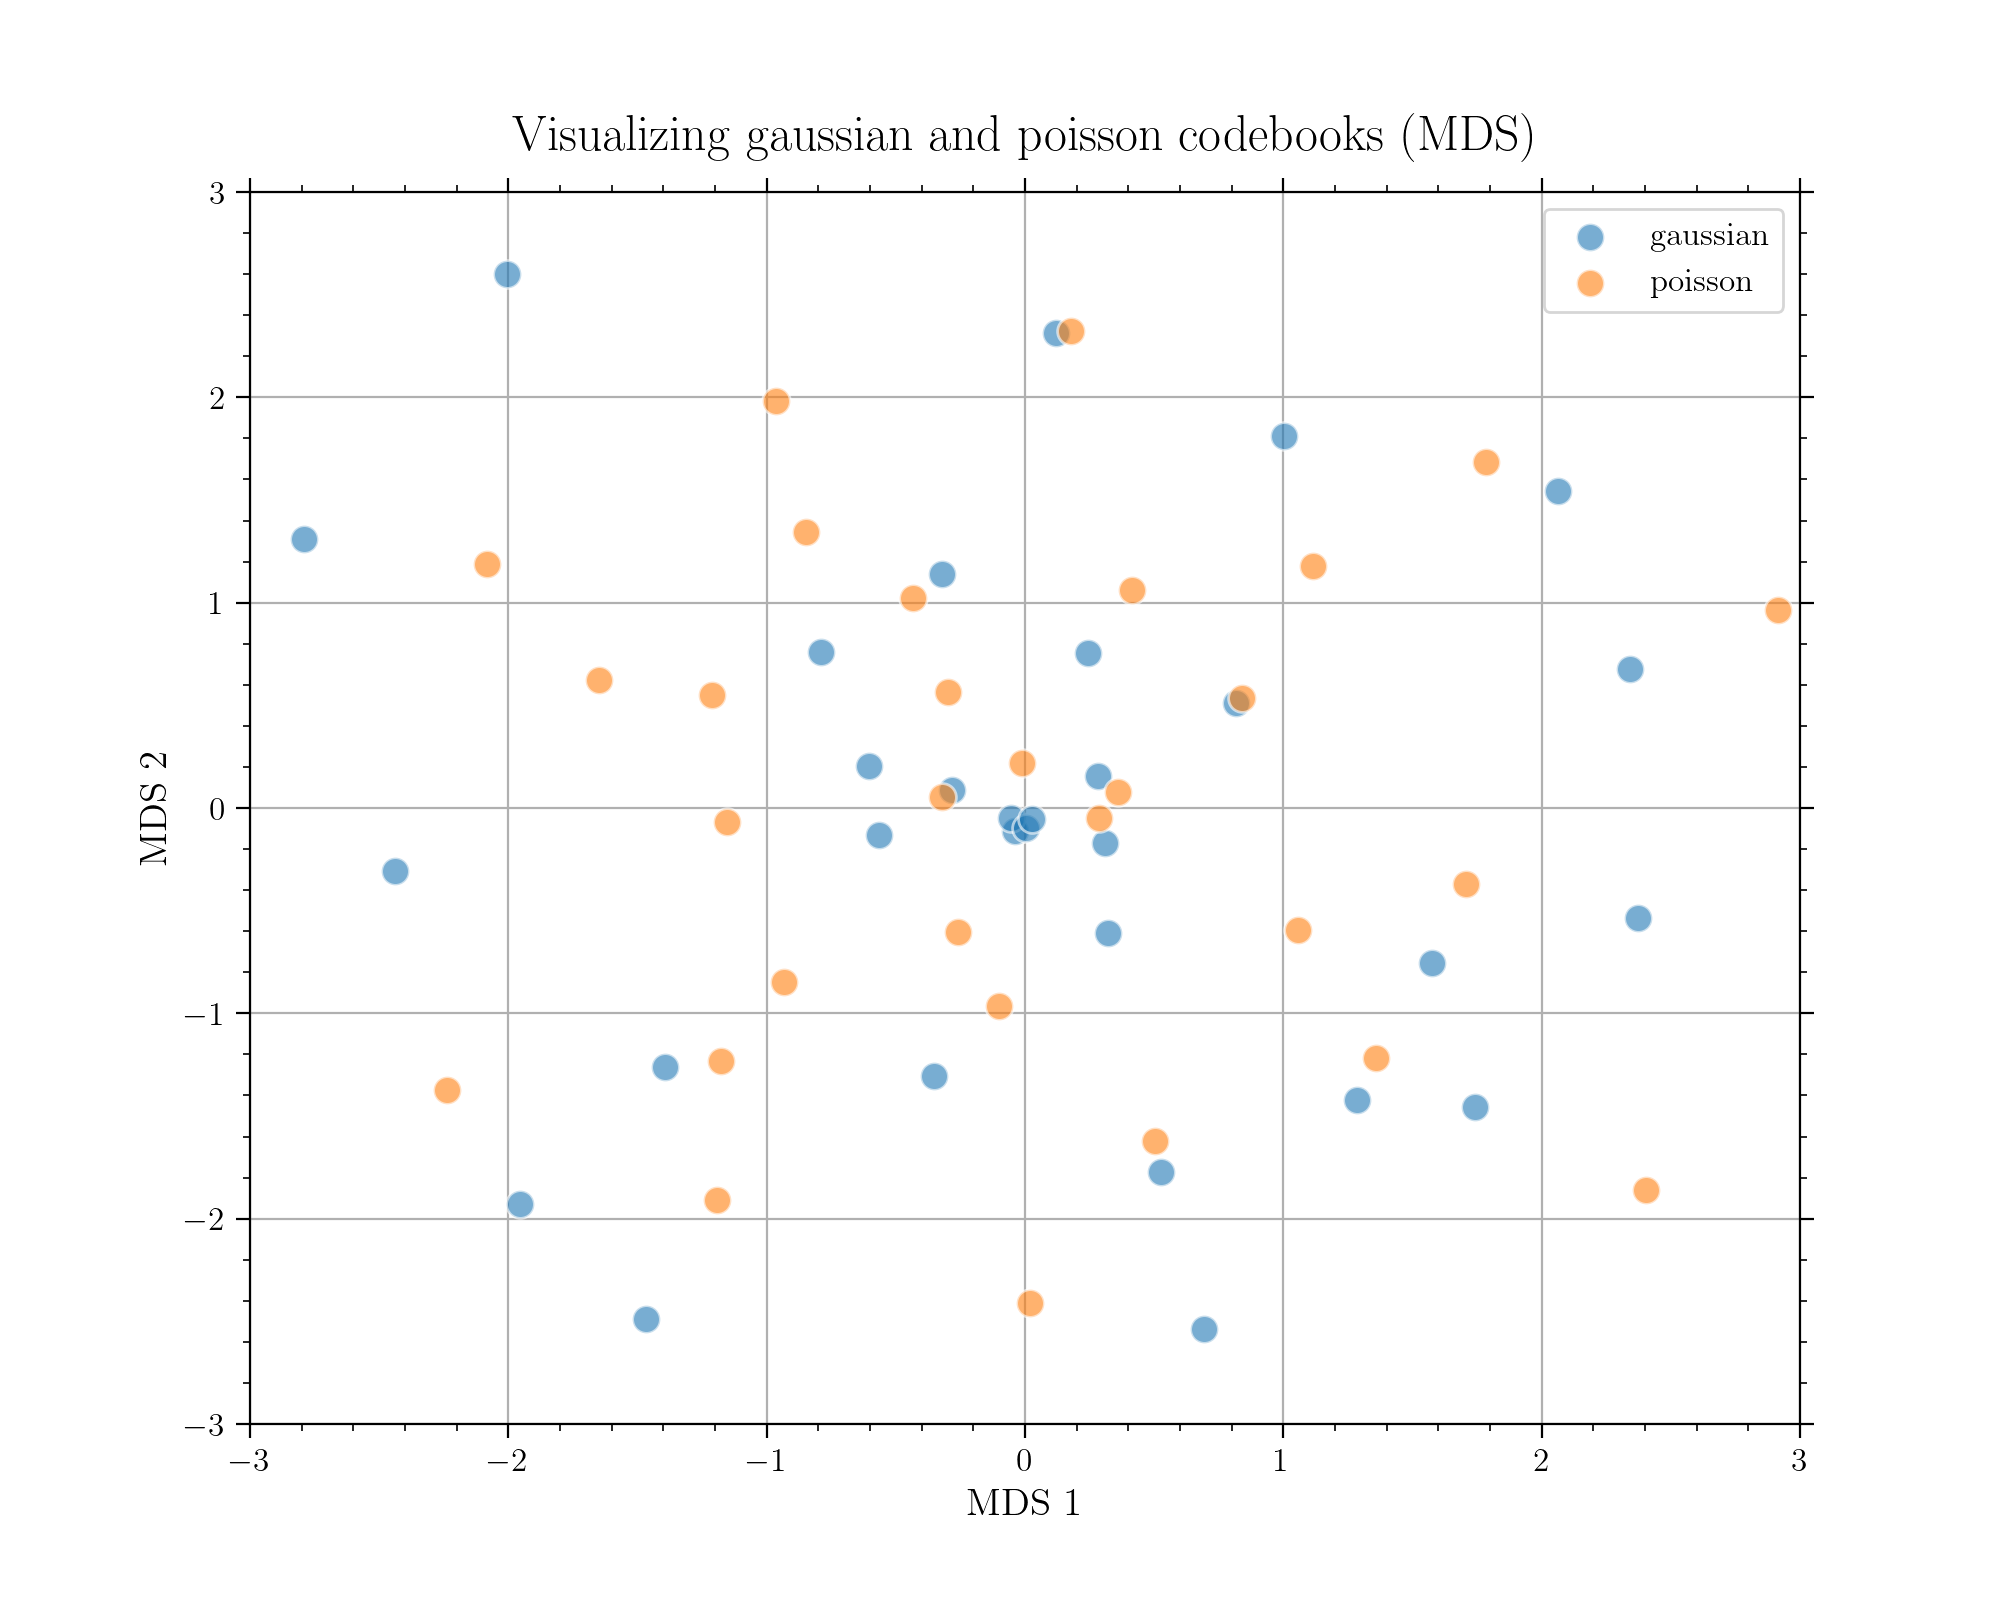 Visualizing gaussian and poisson codebooks (MDS)
gaussian
poisson
3
2
1
0
−1
−2
−3
MDS 2
−3 −2 −1 0 1 2 3
MDS 1